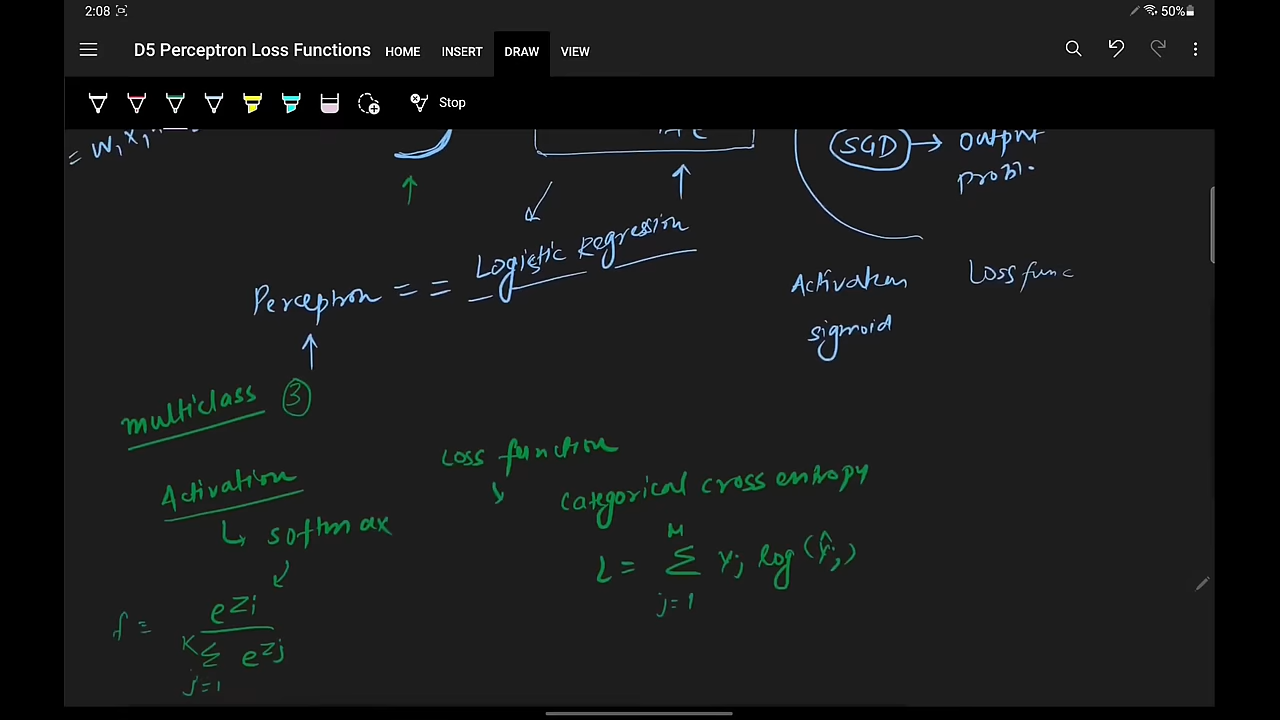 2:08
50%
D5 Perceptron Loss Functions
HOME INSERT DRAW VIEW
Stop
= w₁x₁
SGD → output
prob.
Perceptron == Logistic Regression
Activation
sigmoid
Loss func
multiclass ③
Activation
↳ softmax
f = e^zi / K Σ j=1 e^zj
Loss function
categorical cross entropy
L = M Σ j=1 yj log(ŷj)